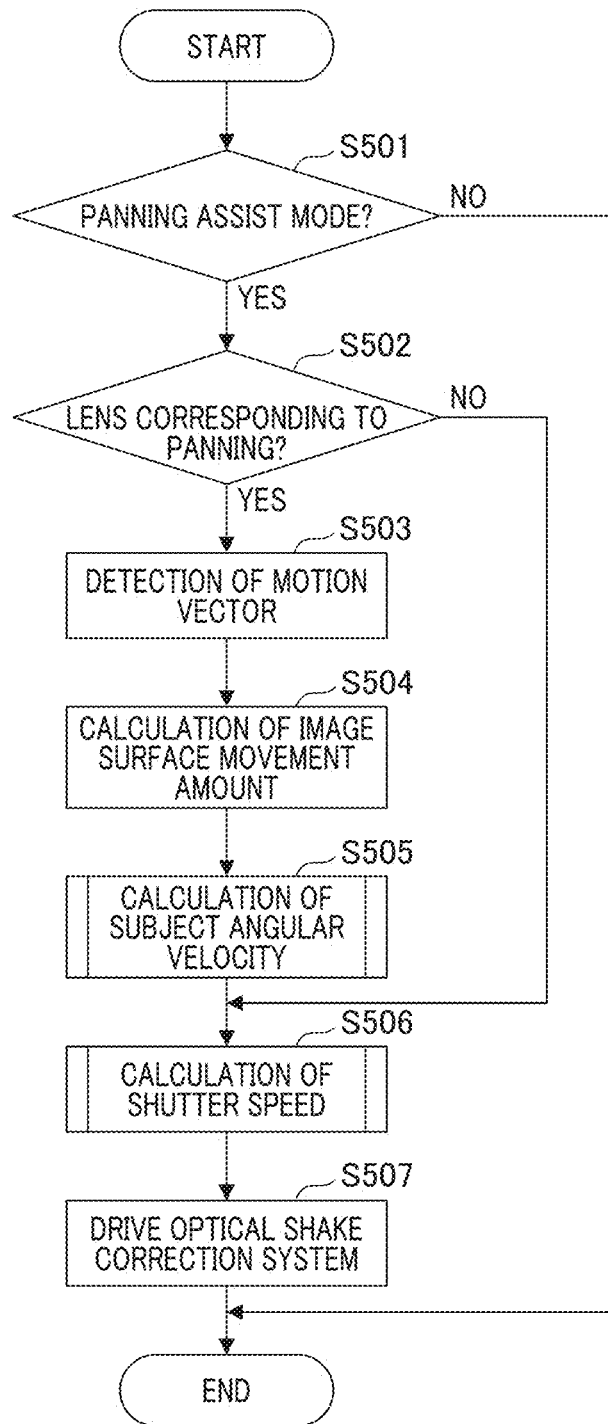 START
S501
PANNING ASSIST MODE?
NO
YES
S502
LENS CORRESPONDING TO
PANNING?
NO
YES
S503
DETECTION OF MOTION
VECTOR
S504
CALCULATION OF IMAGE
SURFACE MOVEMENT
AMOUNT
S505
CALCULATION OF
SUBJECT ANGULAR
VELOCITY
S506
CALCULATION OF
SHUTTER SPEED
S507
DRIVE OPTICAL SHAKE
CORRECTION SYSTEM
END